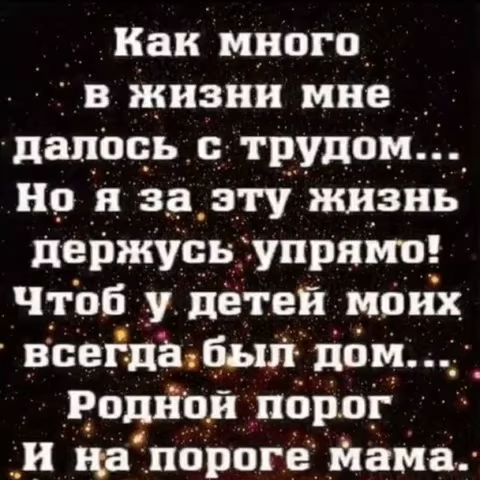 Как много
в жизни мне
далось с трудом...
Но я за эту жизнь
держусь упрямо!
Чтоб у детей моих
всегда был дом...
Родной порог
И на пороге мама.